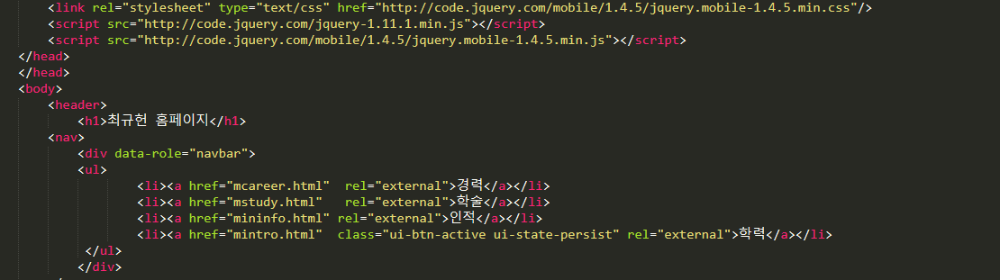 <link rel="stylesheet" type="text/css" href="http://code.jquery.com/mobile/1.4.5/jquery.mobile-1.4.5.min.css"/>
<script src="http://code.jquery.com/jquery-1.11.1.min.js"></script>
<script src="http://code.jquery.com/mobile/1.4.5/jquery.mobile-1.4.5.min.js"></script>
</head>
</head>
<body>
<header>
<h1>최규헌 홈페이지</h1>
<nav>
<div data-role="navbar">
<ul>
<li><a href="mcareer.html"  rel="external">경력</a></li>
<li><a href="mstudy.html"   rel="external">학술</a></li>
<li><a href="mininfo.html" rel="external">인적</a></li>
<li><a href="mintro.html"  class="ui-btn-active ui-state-persist" rel="external">학력</a></li>
</ul>
</div>